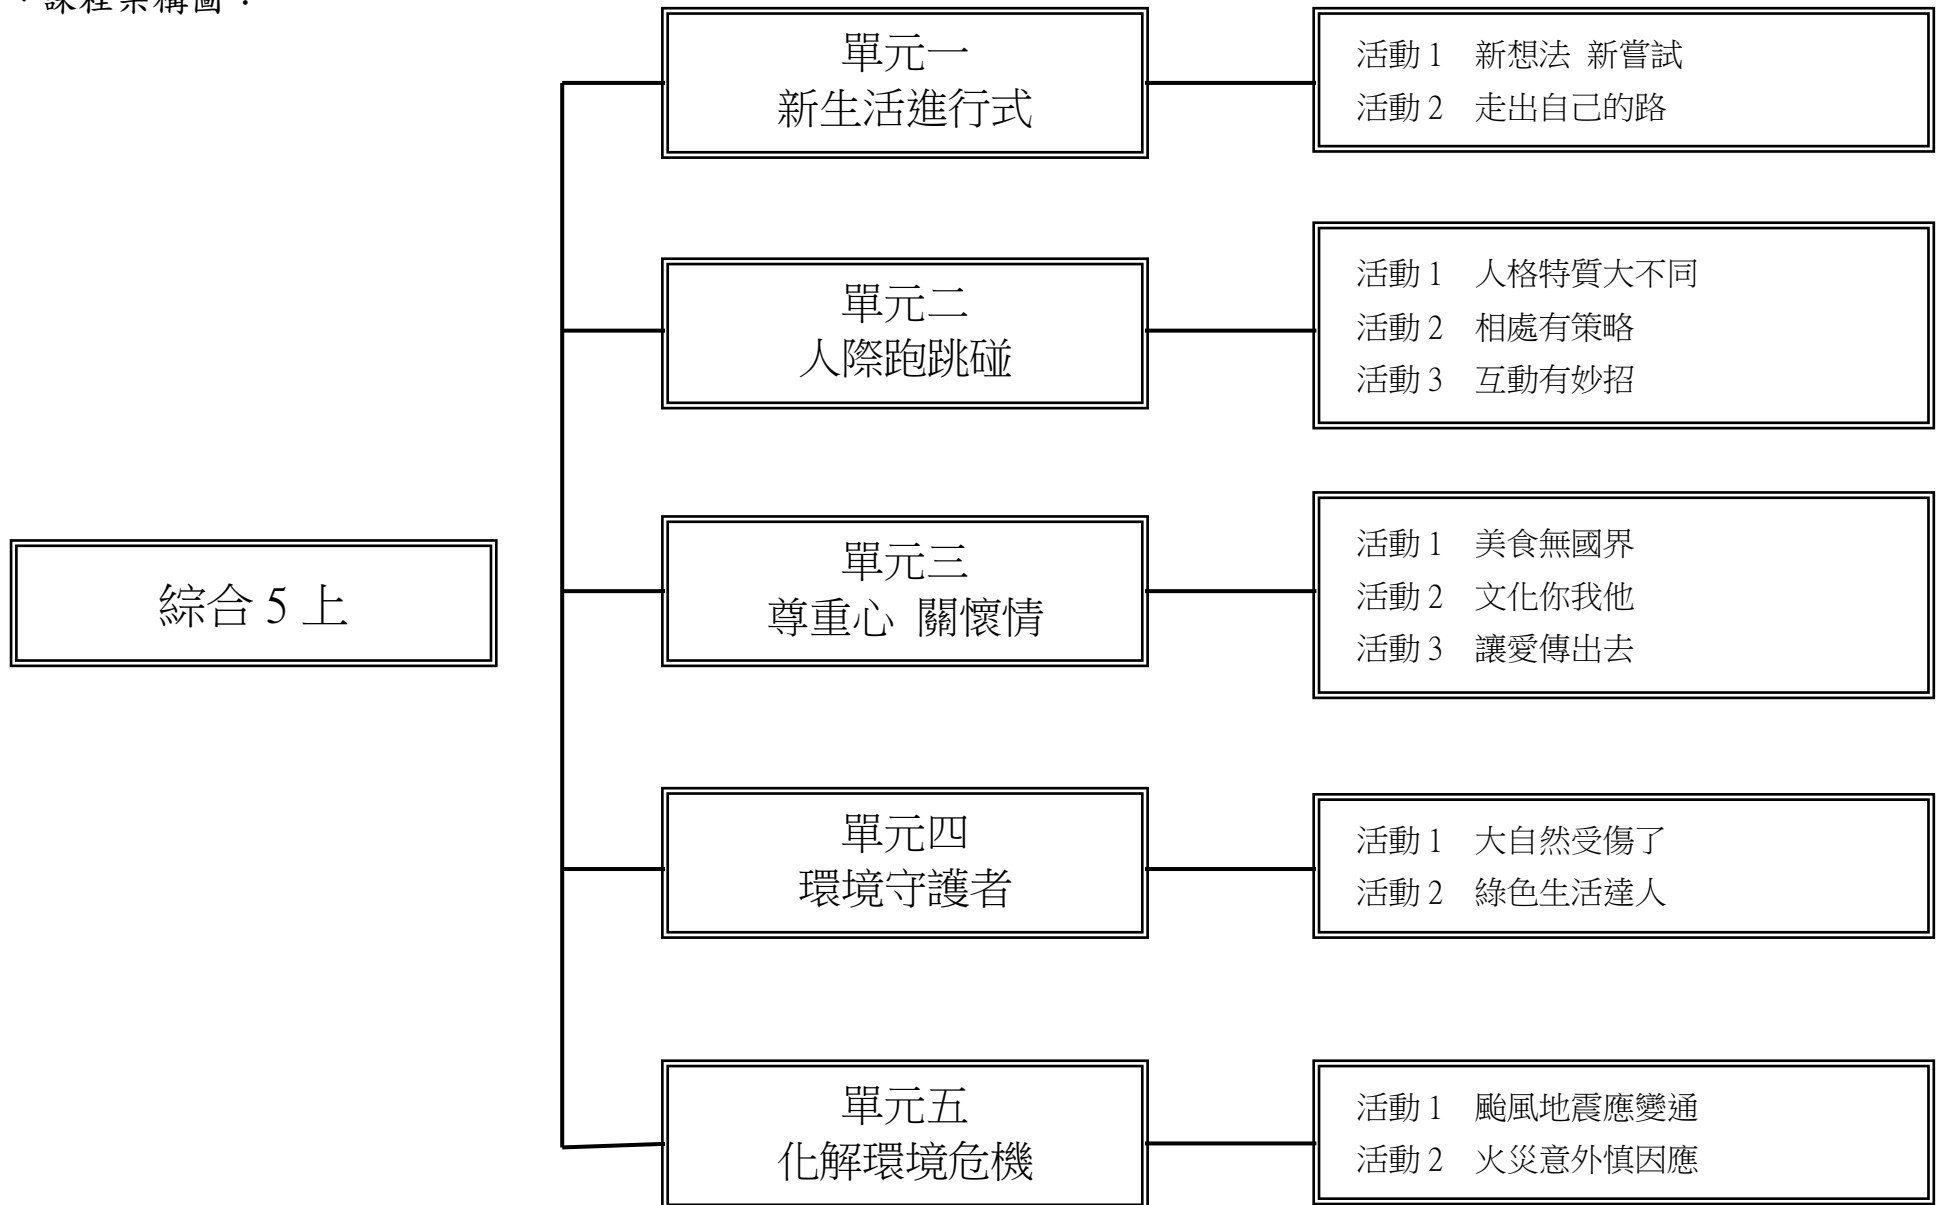 、課程架構圖：
單元一
新生活進行式
活動1 新想法 新嘗試
活動2 走出自己的路
單元二
人際跑跳碰
活動1 人格特質大不同
活動2 相處有策略
活動3 互動有妙招
綜合5上
單元三
尊重心 關懷情
活動1 美食無國界
活動2 文化你我他
活動3 讓愛傳出去
單元四
環境守護者
活動1 大自然受傷了
活動2 綠色生活達人
單元五
化解環境危機
活動1 颱風地震應變通
活動2 火災意外慎因應